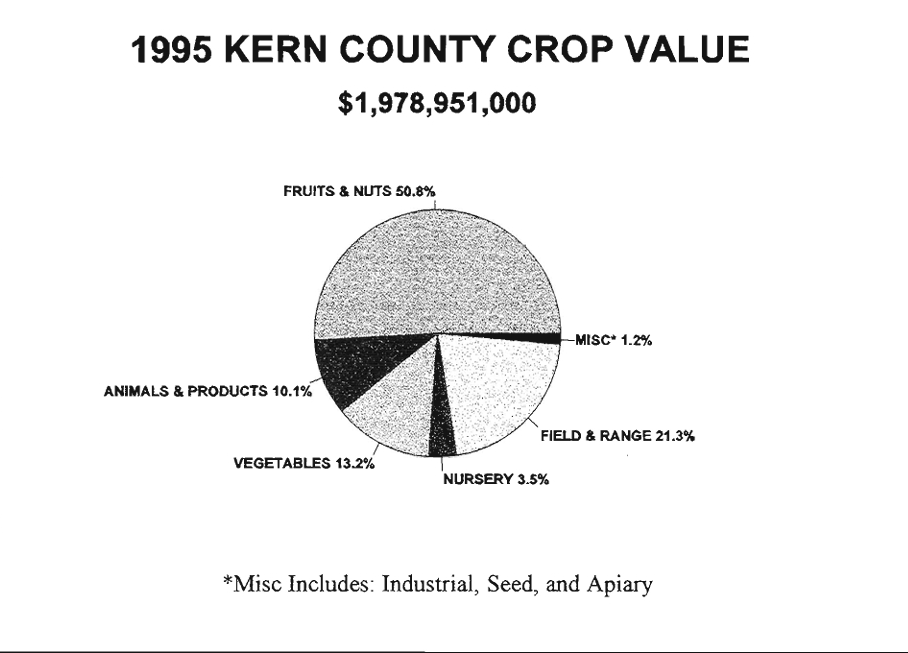 1995 KERN COUNTY CROP VALUE
$1,978,951,000
FRUITS & NUTS 50.8%
MISC* 1.2%
ANIMALS & PRODUCTS 10.1%
FIELD & RANGE 21.3%
VEGETABLES 13.2%
NURSERY 3.5%
*Misc Includes: Industrial, Seed, and Apiary